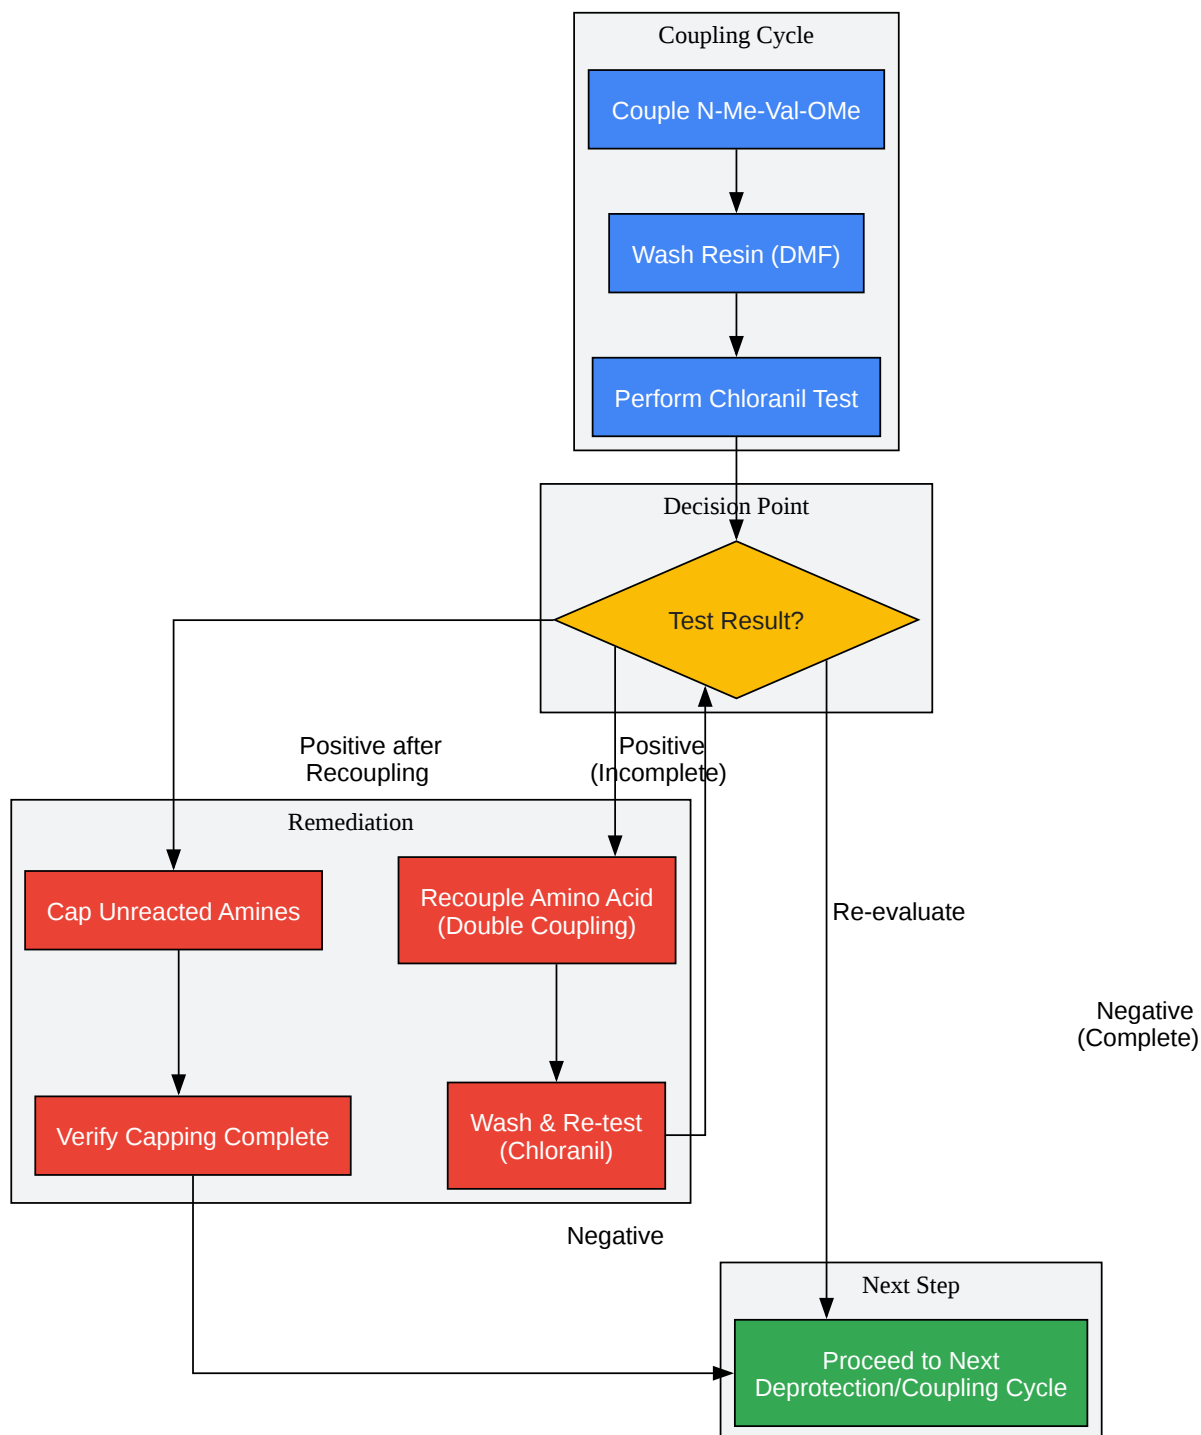 Coupling Cycle
Couple N-Me-Val-OMe
Wash Resin (DMF)
Perform Chloranil Test
Decision Point
Test Result?
Positive after
Recoupling
Positive
(Incomplete)
Remediation
Cap Unreacted Amines
Recouple Amino Acid
(Double Coupling)
Re-evaluate
Negative
(Complete)
Verify Capping Complete
Wash & Re-test
(Chloranil)
Negative
Next Step
Proceed to Next
Deprotection/Coupling Cycle